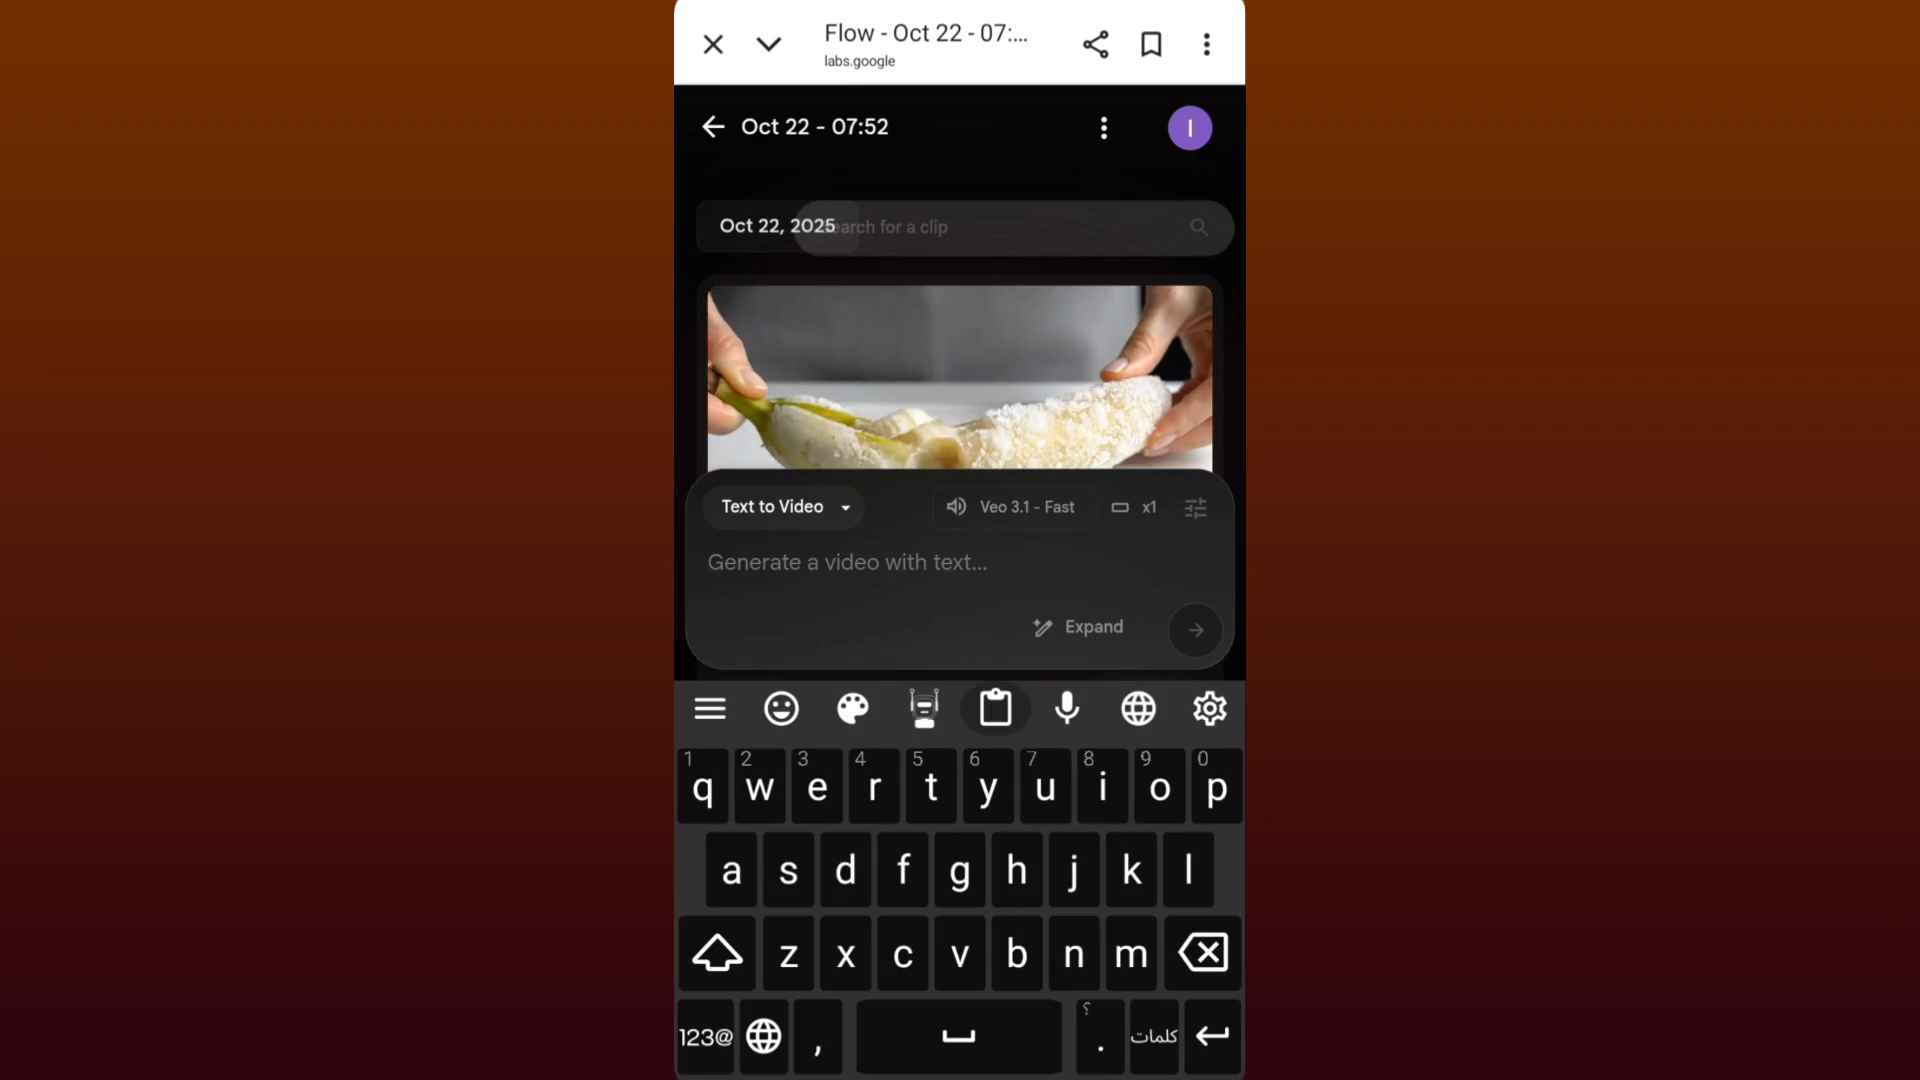 Flow - Oct 22 - 07:...
labs.google
Oct 22 - 07:52
I
Oct 22, 2025
earch for a clip
Text to Video
Veo 3.1 - Fast
x1
Generate a video with text...
Expand
1 2 3 4 5 6 7 8 9 0
q w e r t y u i o p
a s d f g h j k l
z x c v b n m
؟
123@ , . كلمات